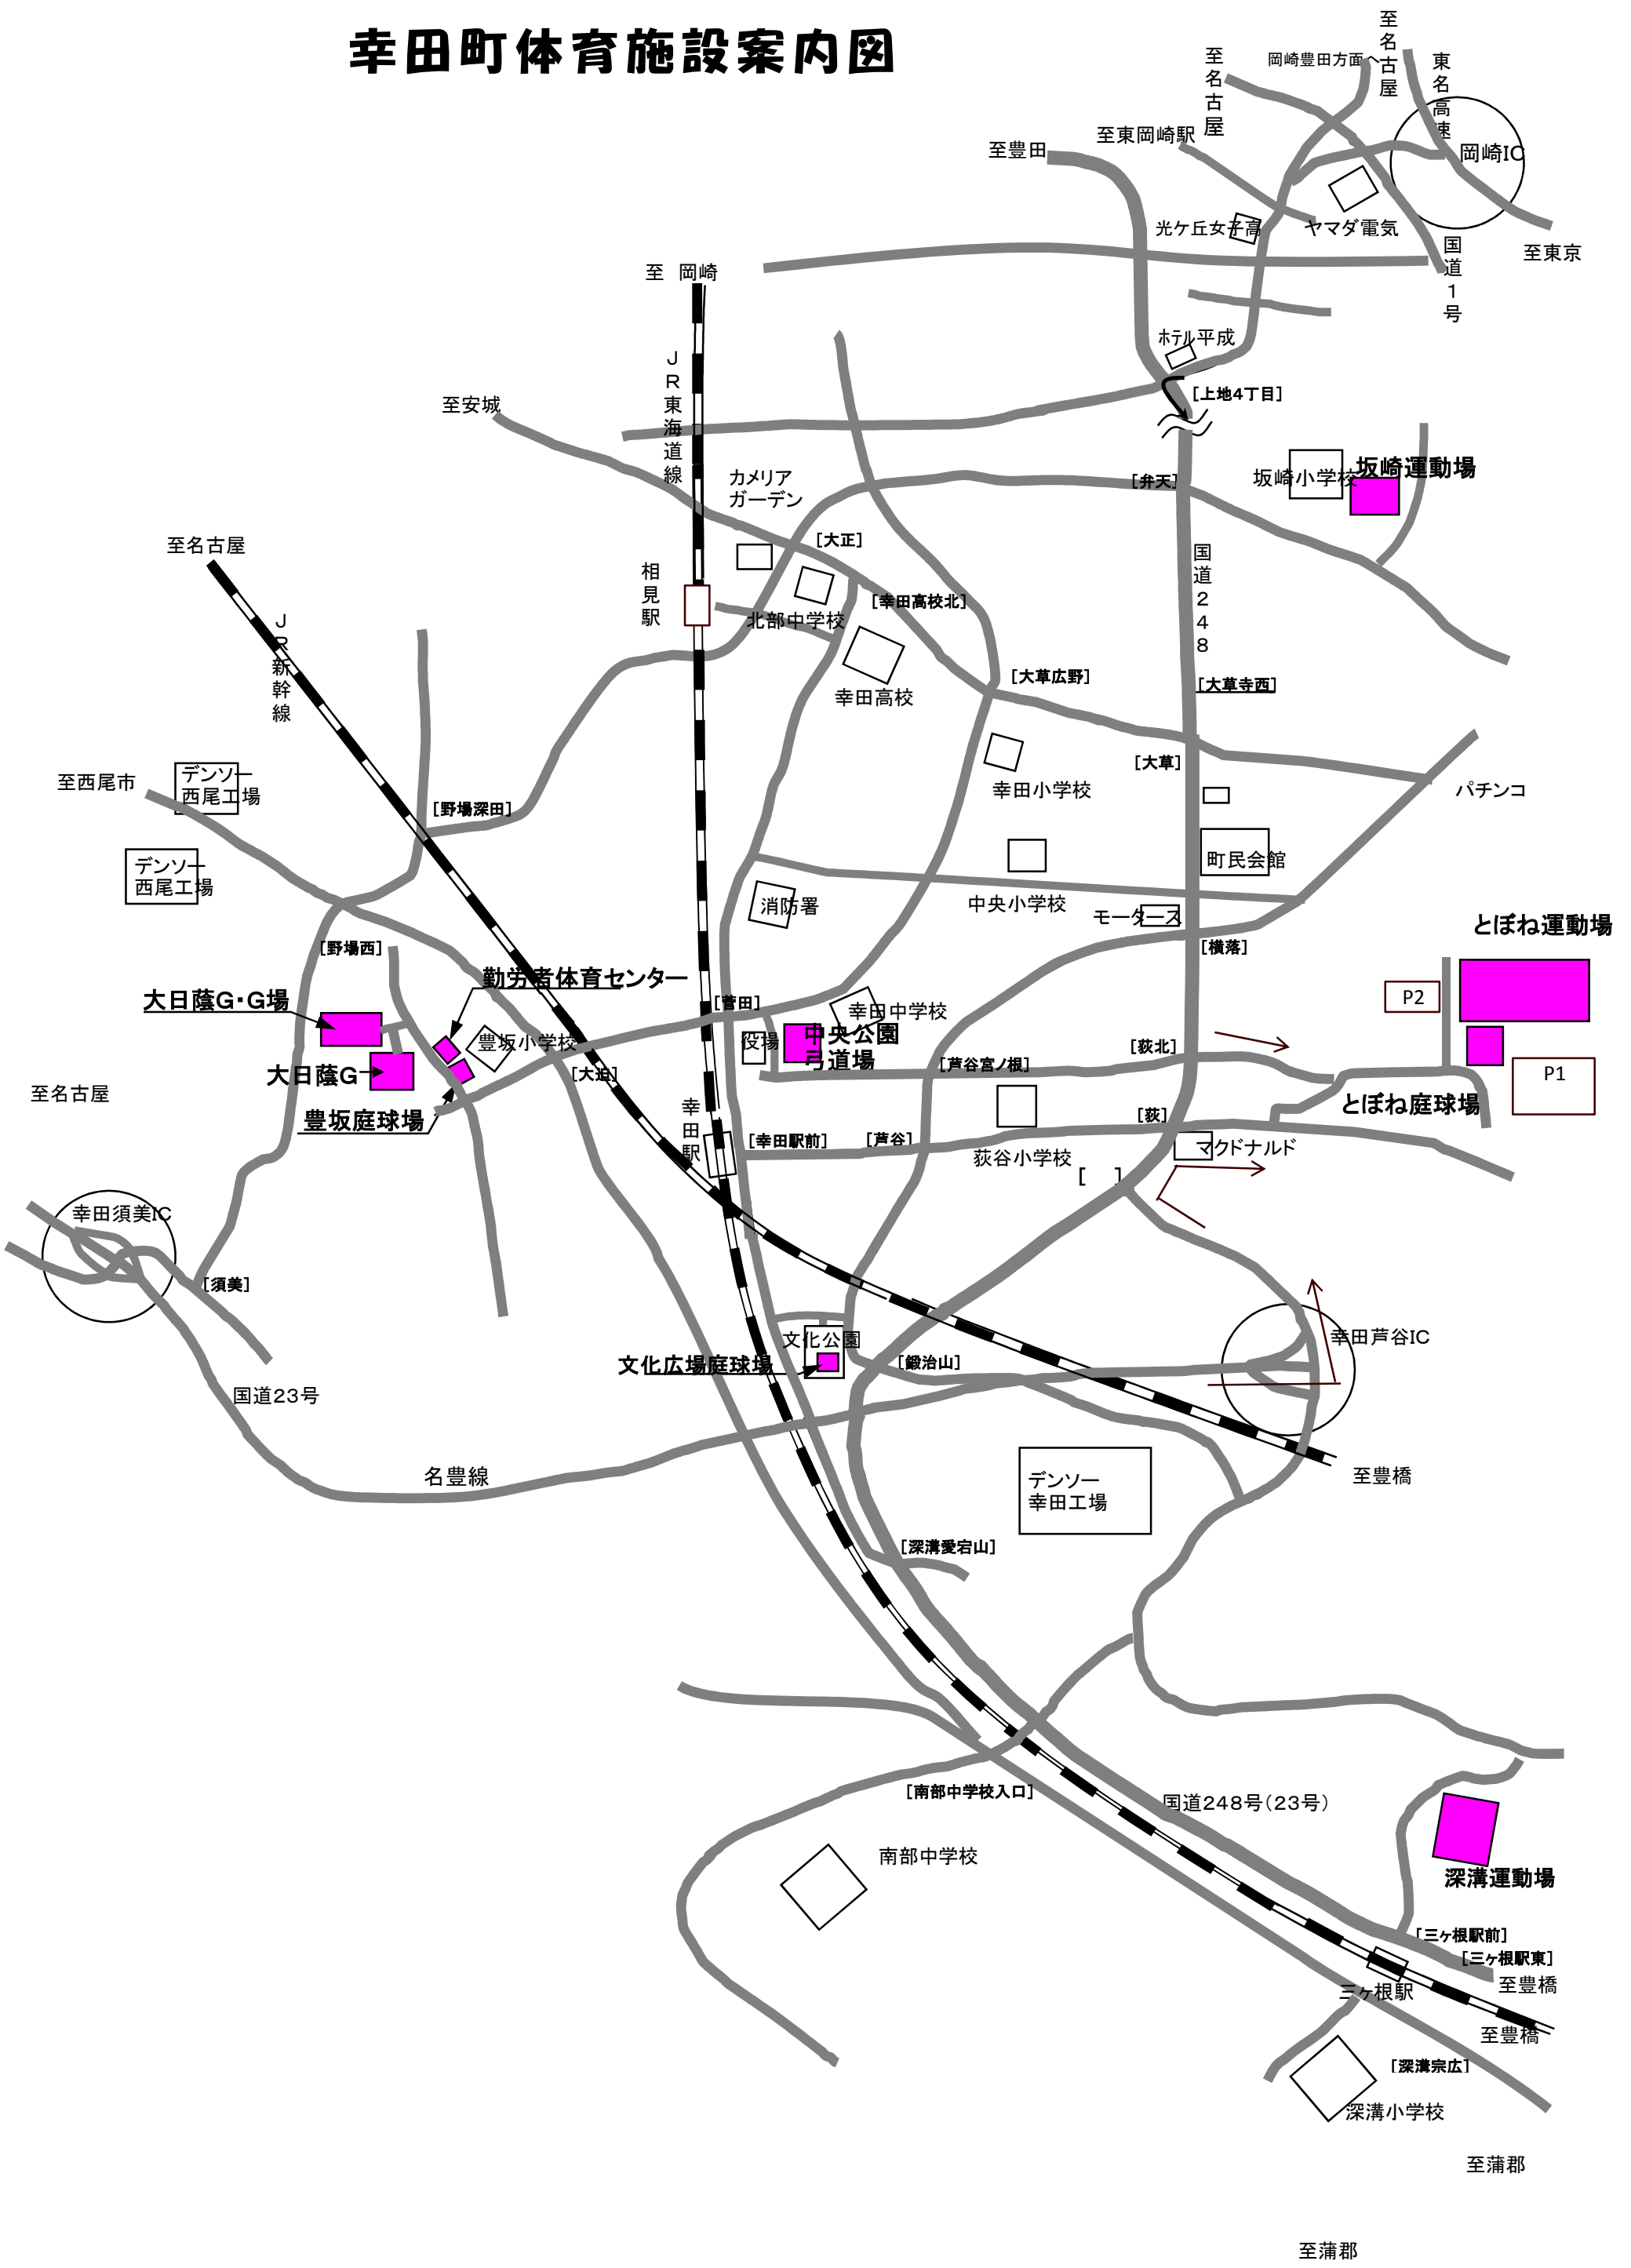 幸田町体育施設案内図
至名古屋
岡崎豊田方面へ
至名古屋
東名高速
至豊田
至東岡崎駅
岡崎IC
光ケ丘女子高
ヤマダ電気
至東京
国道1号
至 岡崎
ホテル平成
JR東海道線
[上地4丁目]
至安城
カメリア
ガーデン
[弁天]
坂崎小学校
坂崎運動場
至名古屋
[大正]
国道248
相見駅
北部中学校
[幸田高校北]
JR新幹線
幸田高校
[大草広野]
[大草寺西]
至西尾市
デンソー
西尾工場
[野場深田]
幸田小学校
[大草]
パチンコ
デンソー
西尾工場
町民会館
消防署
中央小学校
モータース
とぼね運動場
[野場西]
[横落]
勤労者体育センター
大日蔭G・G場
[菅田]
幸田中学校
P2
豊坂小学校
役場
中央公園
弓道場
[荻北]
大日蔭G
[大迫]
[芦谷宮ノ根]
P1
至名古屋
豊坂庭球場
幸田駅
[幸田駅前]
[芦谷]
[荻]
とぼね庭球場
荻谷小学校
マクドナルド
[ ]
幸田須美IC
[須美]
文化公園
幸田芦谷IC
文化広場庭球場
[鍛治山]
国道23号
名豊線
デンソー
幸田工場
至豊橋
[深溝愛宕山]
[南部中学校入口]
国道248号(23号)
南部中学校
深溝運動場
[三ヶ根駅前]
[三ヶ根駅東]
三ヶ根駅
至豊橋
至豊橋
[深溝宗広]
深溝小学校
至蒲郡
至蒲郡